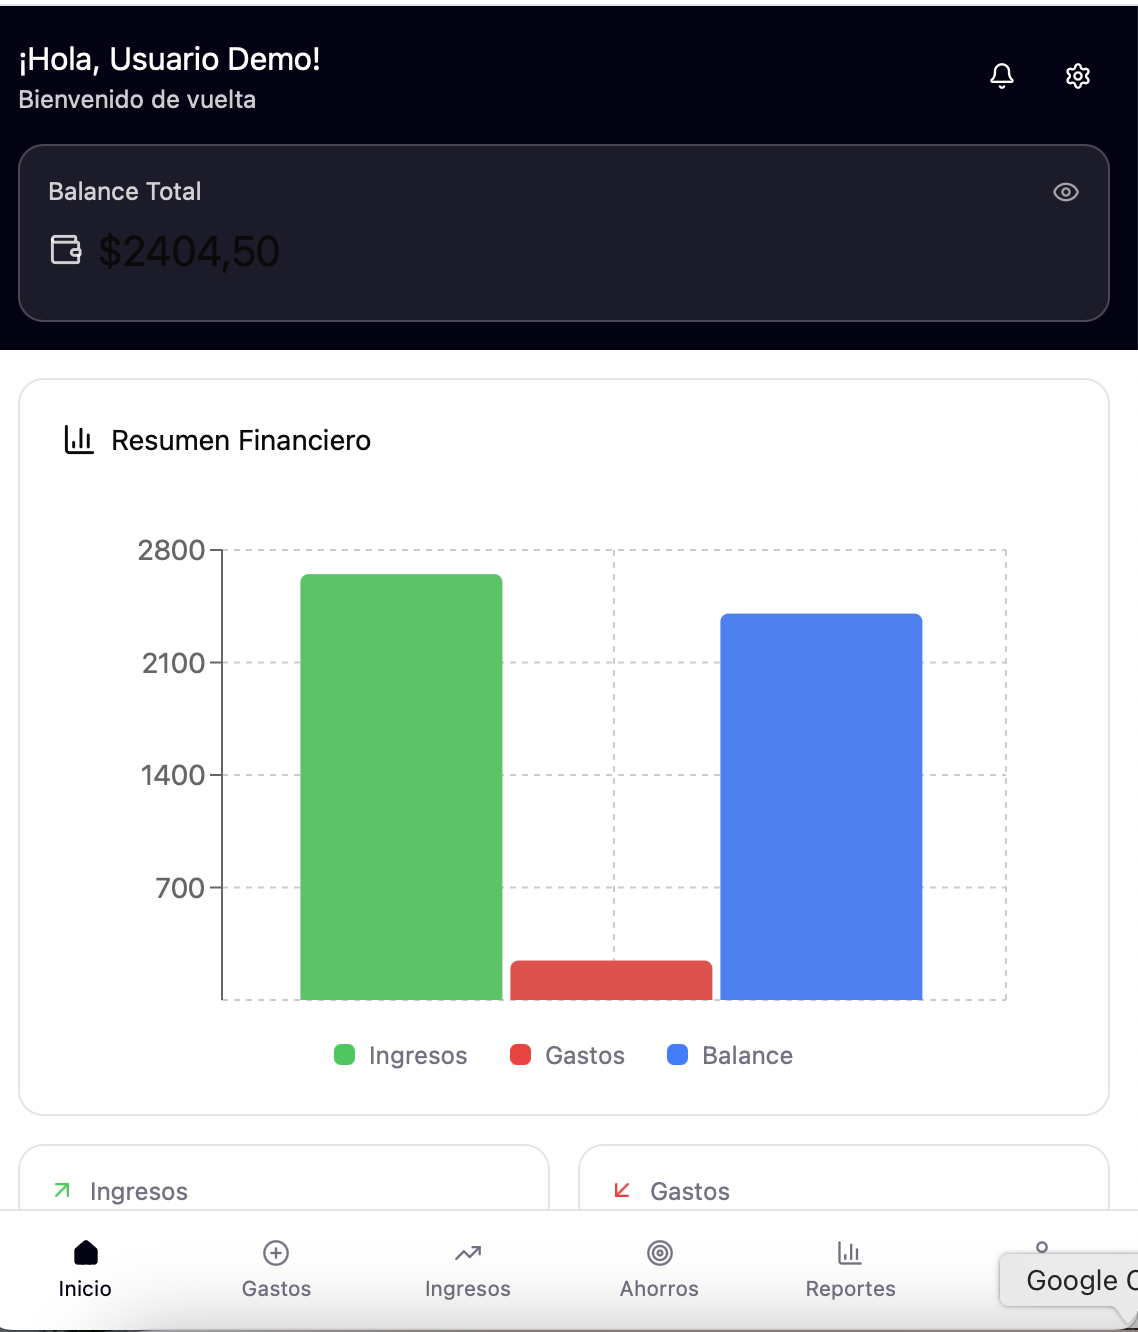 ¡Hola, Usuario Demo!
Bienvenido de vuelta
Balance Total
$2404,50
Resumen Financiero
2800
2100
1400
700
Ingresos
Gastos
Balance
Ingresos
Gastos
Inicio
Gastos
Ingresos
Ahorros
Reportes
Google